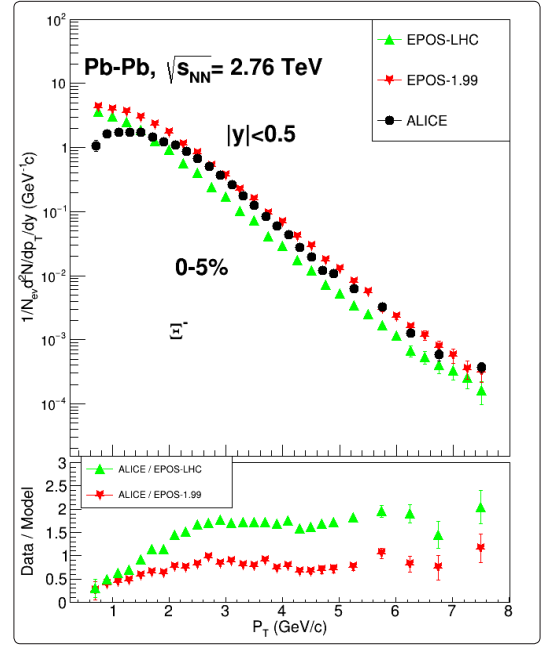 EPOS-LHC
EPOS-1.99
ALICE
Pb-Pb, √sNN = 2.76 TeV
|y|<0.5
0-5%
Ξ-
1/Nevd²N/dpT/dy (GeV⁻¹c)
10²
10
1
10⁻¹
10⁻²
10⁻³
10⁻⁴
ALICE / EPOS-LHC
ALICE / EPOS-1.99
Data / Model
3
2.5
2
1.5
1
0.5
0
1 2 3 4 5 6 7 8
PT (GeV/c)